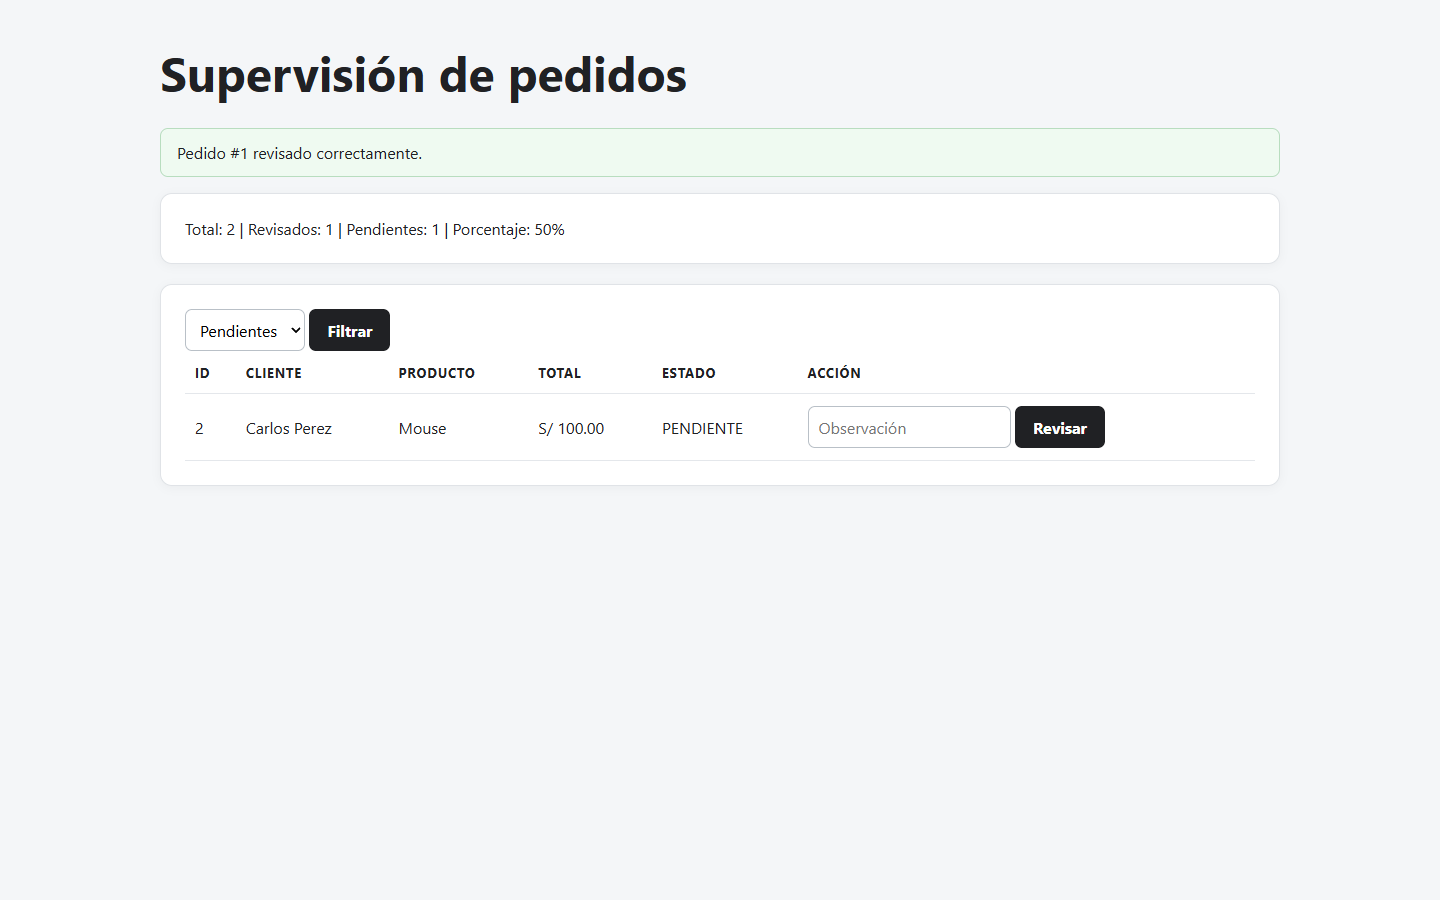 Supervisión de pedidos
Pedido #1 revisado correctamente.
Total: 2 | Revisados: 1 | Pendientes: 1 | Porcentaje: 50%
Pendientes Filtrar
ID CLIENTE PRODUCTO TOTAL ESTADO ACCIÓN
2 Carlos Perez Mouse S/ 100.00 PENDIENTE Observación Revisar